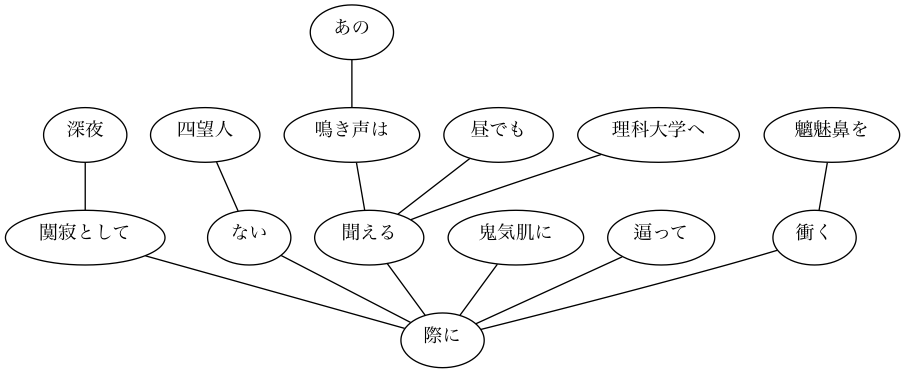 あの
深夜
四望人
鳴き声は
昼でも
理科大学へ
魑魅鼻を
闃寂として
ない
聞える
鬼気肌に
逼って
衝く
際に